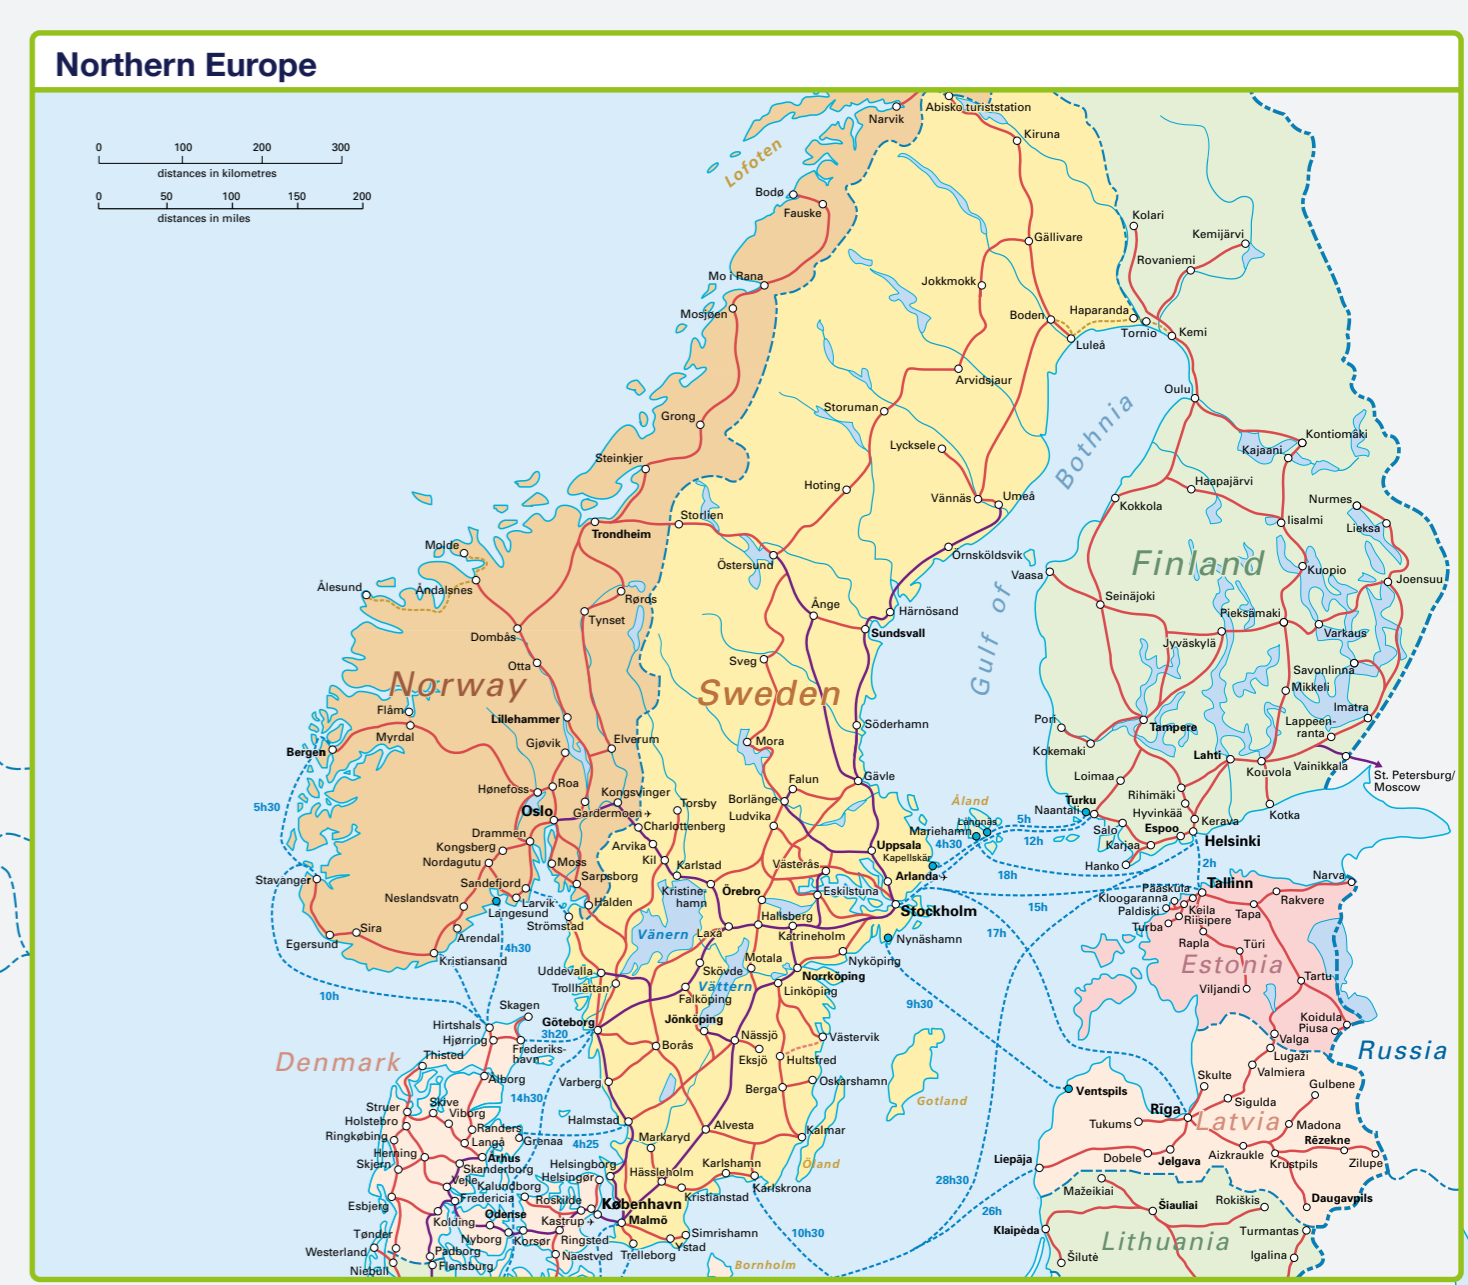 Northern Europe
0 100 200 300
distances in kilometres
0 50 100 150 200
distances in miles
Narvik
Abisko turiststation
Kiruna
Lofoten
Bodø
Fauske
Kolari
Kemijärvi
Gällivare
Rovaniemi
Mo i Rana
Jokkmokk
Mosjøen
Boden
Haparanda
Tornio
Kemi
Luleå
Arvidsjaur
Oulu
Storuman
Grong
Bothnia
Kontiomäki
Lycksele
Kajaani
Steinkjer
Hoting
Haapajärvi
Vännäs
Umeå
Kokkola
Nurmes
Storlien
Iisalmi
Lieksa
Trondheim
Molde
Örnsköldsvik
Östersund
Finland
Kuopio
Vaasa
Joensuu
Ålesund
Åndalsnes
Røros
Ånge
Härnösand
Seinäjoki
Pieksämäki
Tynset
Gulf of
Dombås
Sundsvall
Varkaus
Jyväskylä
Otta
Sveg
Savonlinna
Norway
Sweden
Mikkeli
Flåm
Imatra
Lillehammer
Söderhamn
Pori
Tampere
Lappeen-
ranta
Myrdal
Bergen
Gjøvik
Elverum
Mora
Kokemaki
Lahti
Vainikkala
Kouvola
St. Petersburg/
Moscow
Loimaa
Roa
Falun
Gävle
Hønefoss
Kongsvinger
Rihimäki
5h30
Torsby
Borlänge
Åland
Turku
Naantali
Oslo
Gardermoen
Ludvika
Hyvinkää
Kotka
Långnäs
5h
Kerava
Drammen
Charlottenberg
Mariehamn
Salo
Espoo
Helsinki
Kongsberg
Arvika
Uppsala
4h30
12h
Karjaa
Nordagutu
Moss
Kil
Karlstad
Västerås
Kapellskär
Hanko
2h
Stavanger
Sandefjord
Sarpsborg
Arlanda
18h
Tallinn
Narva
Neslandsvatn
Larvik
Halden
Kristine-
hamn
Örebro
Eskilstuna
Pääsküla
Kloogaranna
Rakvere
Langesund
Strömstad
Hallsberg
Stockholm
15h
Paldiski
Keila
Tapa
Sira
Arendal
Vänern
Laxå
Katrineholm
Nynäshamn
17h
Turba
Riisipere
Egersund
4h30
Rapla
Türi
Kristiansand
Nyköping
Motala
Estonia
Uddevalla
Skövde
Norrköping
Tartu
Trollhättan
Vättern
Linköping
Viljandi
10h
Falköping
9h30
Skagen
Göteborg
Jönköping
Koidula
Hirtshals
Piusa
Hjørring
3h20
Frederiks-
havn
Nässjö
Västervik
Valga
Denmark
Thisted
Borås
Eksjö
Hultsfred
Lugaži
Russia
Ålborg
Varberg
Berga
Oskarshamn
Skulte
Valmiera
Gulbene
14h30
Ventspils
Struer
Skive
Gotland
Sigulda
Holstebro
Viborg
Halmstad
Riga
Latvia
Ringkøbing
Randers
Alvesta
Kalmar
Tukums
Madona
Langå
Grenaa
4h25
Markaryd
Rēzekne
Herning
Århus
Dobele
Jelgava
Aizkraukle
Skjern
Skanderborg
Helsingborg
Hässleholm
Karlshamn
Öland
Liepāja
Krustpils
Zilupe
Vejle
Kalundborg
Helsingør
Karlskrona
28h30
Mažeikiai
Esbjerg
Fredericia
Roskilde
København
Kristianstad
Šiauliai
Rokiškis
Daugavpils
Odense
26h
Kolding
Kastrup
Malmö
10h30
Klaipėda
Tønder
Nyborg
Korsør
Ringsted
Simrishamn
Lithuania
Turmantas
Westerland
Padborg
Naestved
Trelleborg
Ystad
Šilutė
Igalina
Niebüll
Flensburg
Bornholm